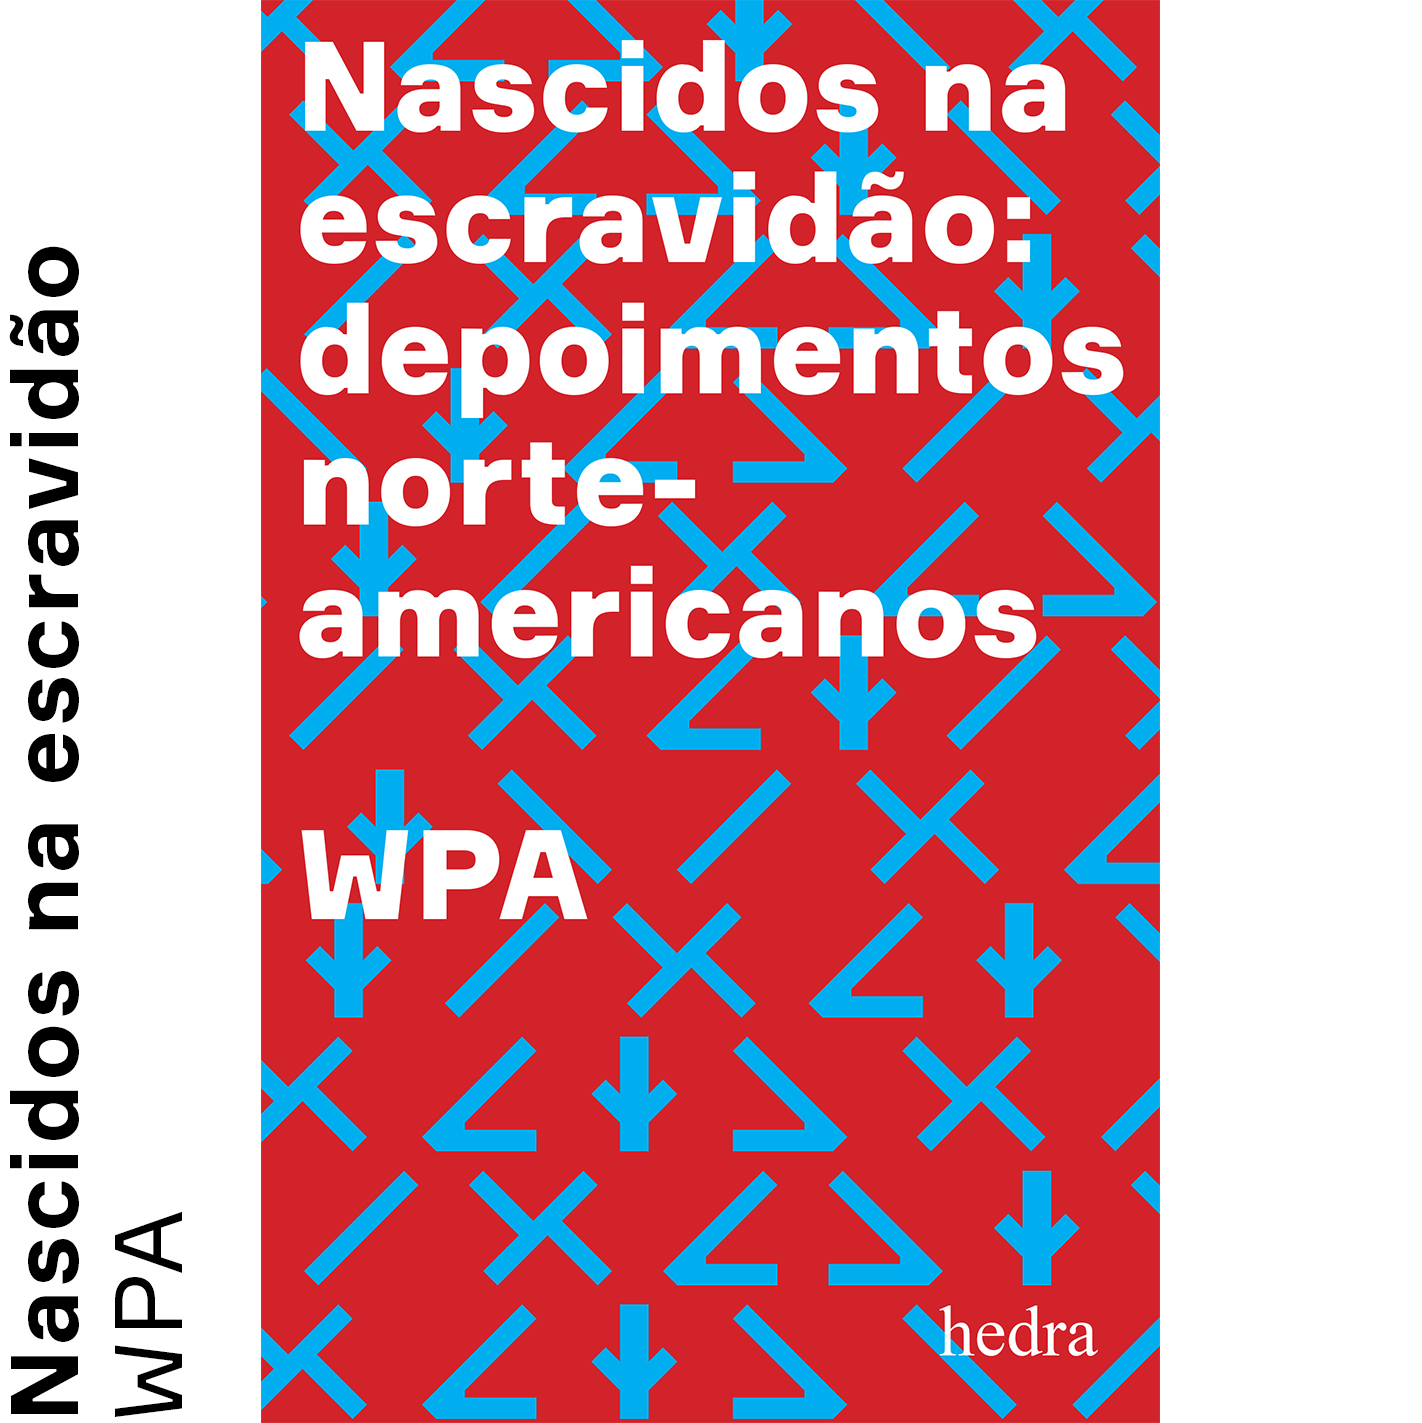 Nascidos na escravidão
WPA
Nascidos na
escravidão:
depoimentos
norte-
americanos
WPA
hedra